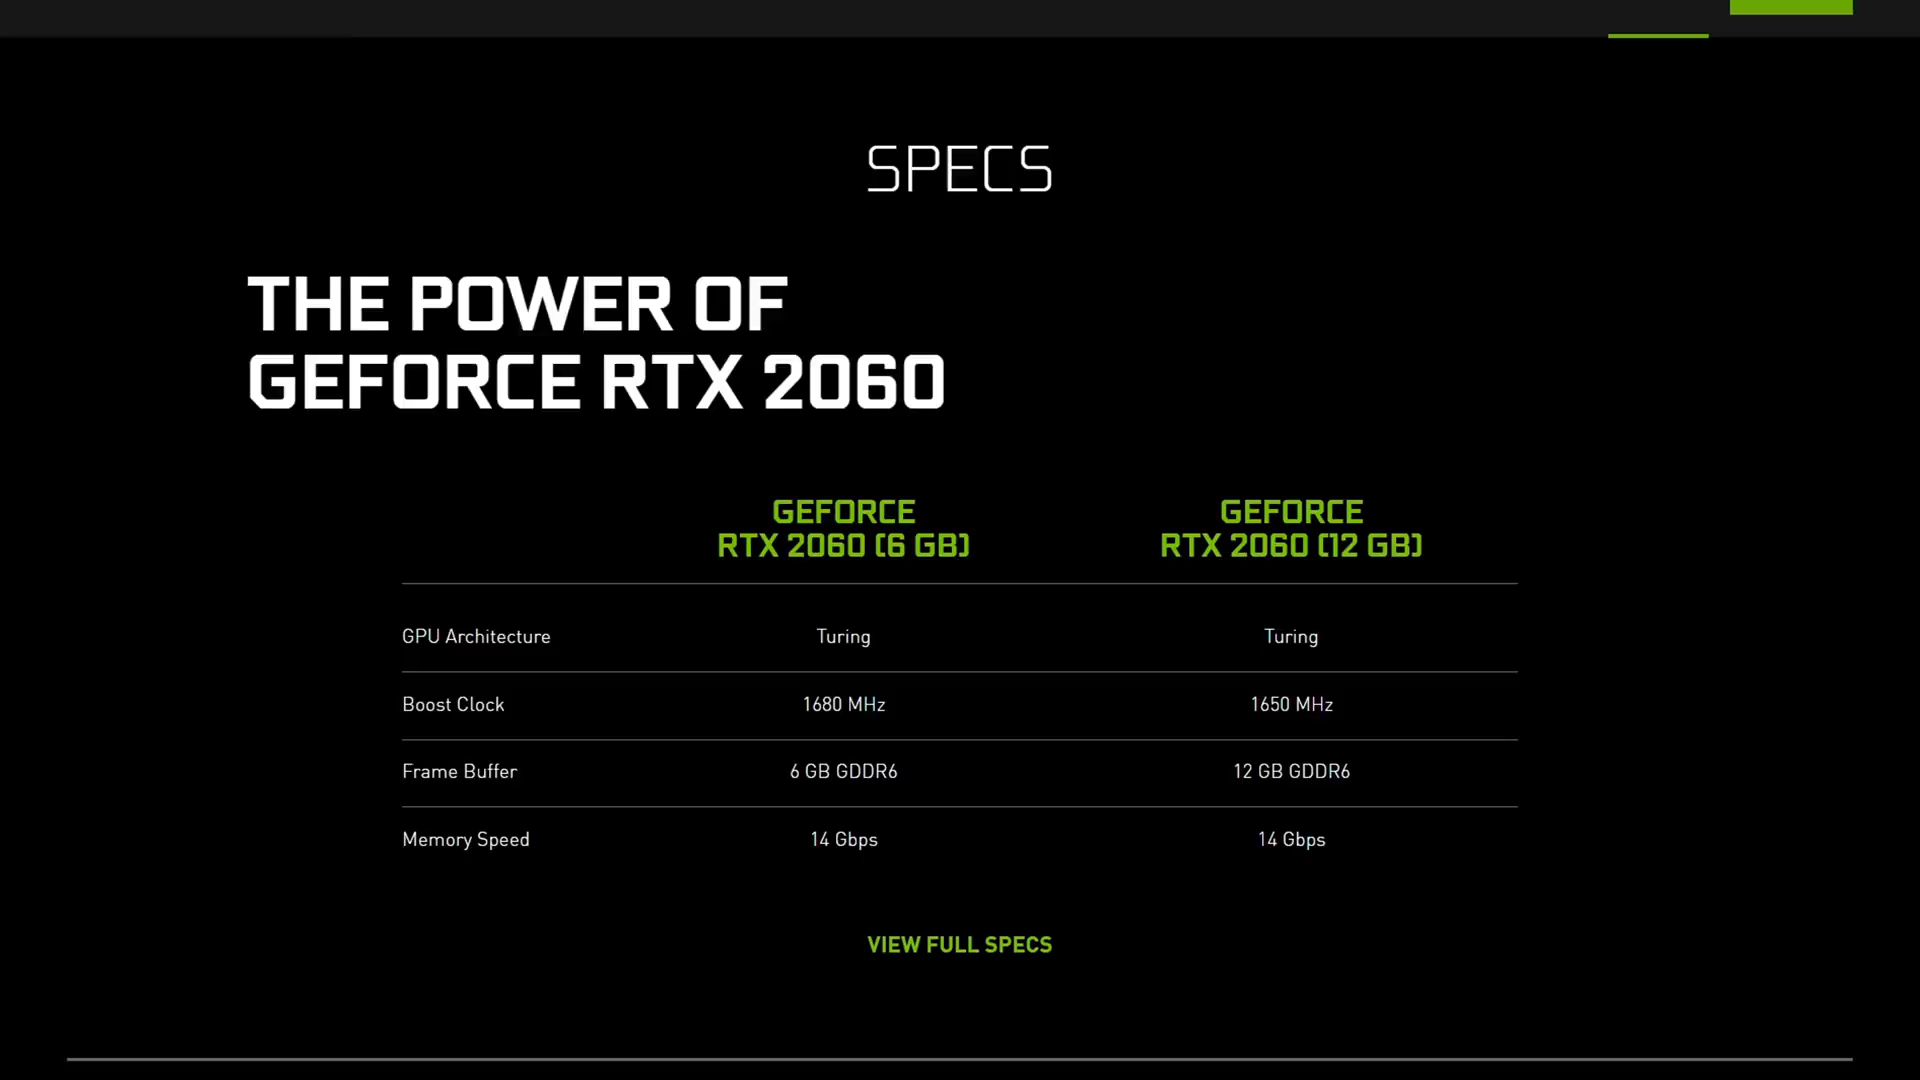 SPECS
THE POWER OF
GEFORCE RTX 2060
GEFORCE
RTX 2060 (6 GB)
GEFORCE
RTX 2060 (12 GB)
GPU Architecture Turing Turing
Boost Clock 1680 MHz 1650 MHz
Frame Buffer 6 GB GDDR6 12 GB GDDR6
Memory Speed 14 Gbps 14 Gbps
VIEW FULL SPECS